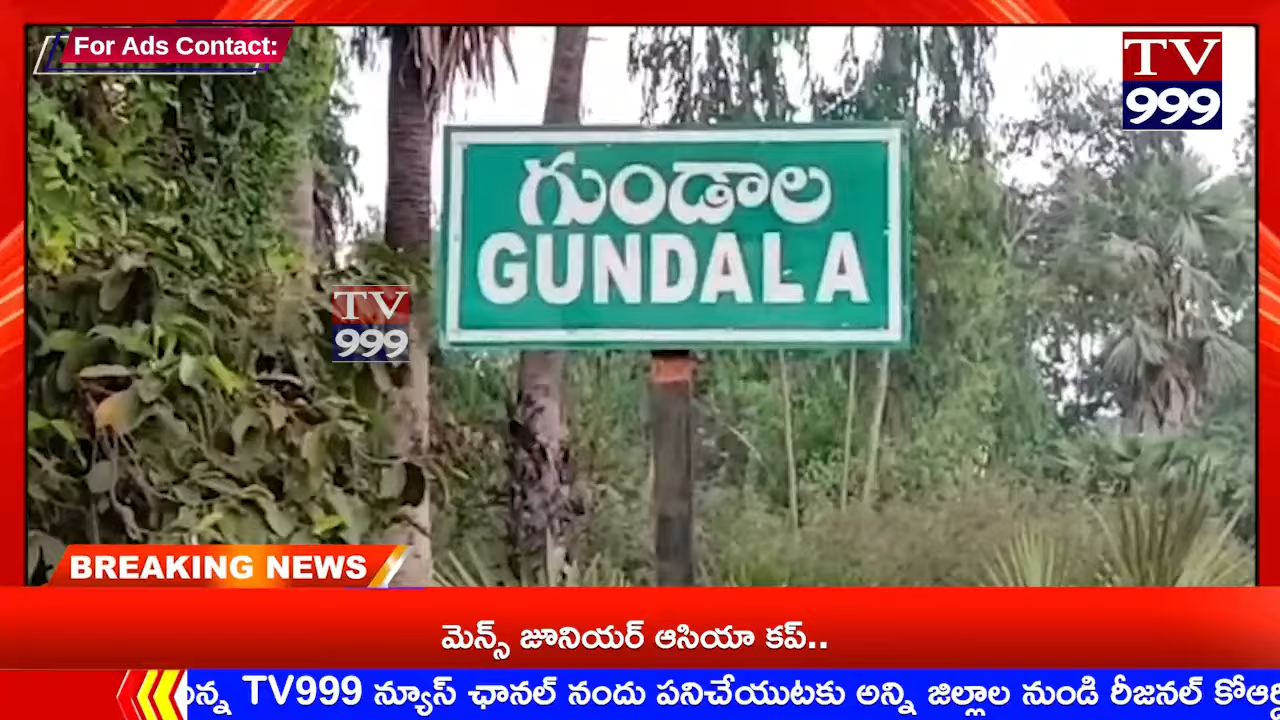 For Ads Contact:
TV
999
గుండాల
GUNDALA
TV
999
BREAKING NEWS
మెన్స్ జూనియర్ ఆసియా కప్..
TV999 న్యూస్ ఛానల్ నందు పనిచేయుటకు అన్ని జిల్లాల నుండి రీజనల్